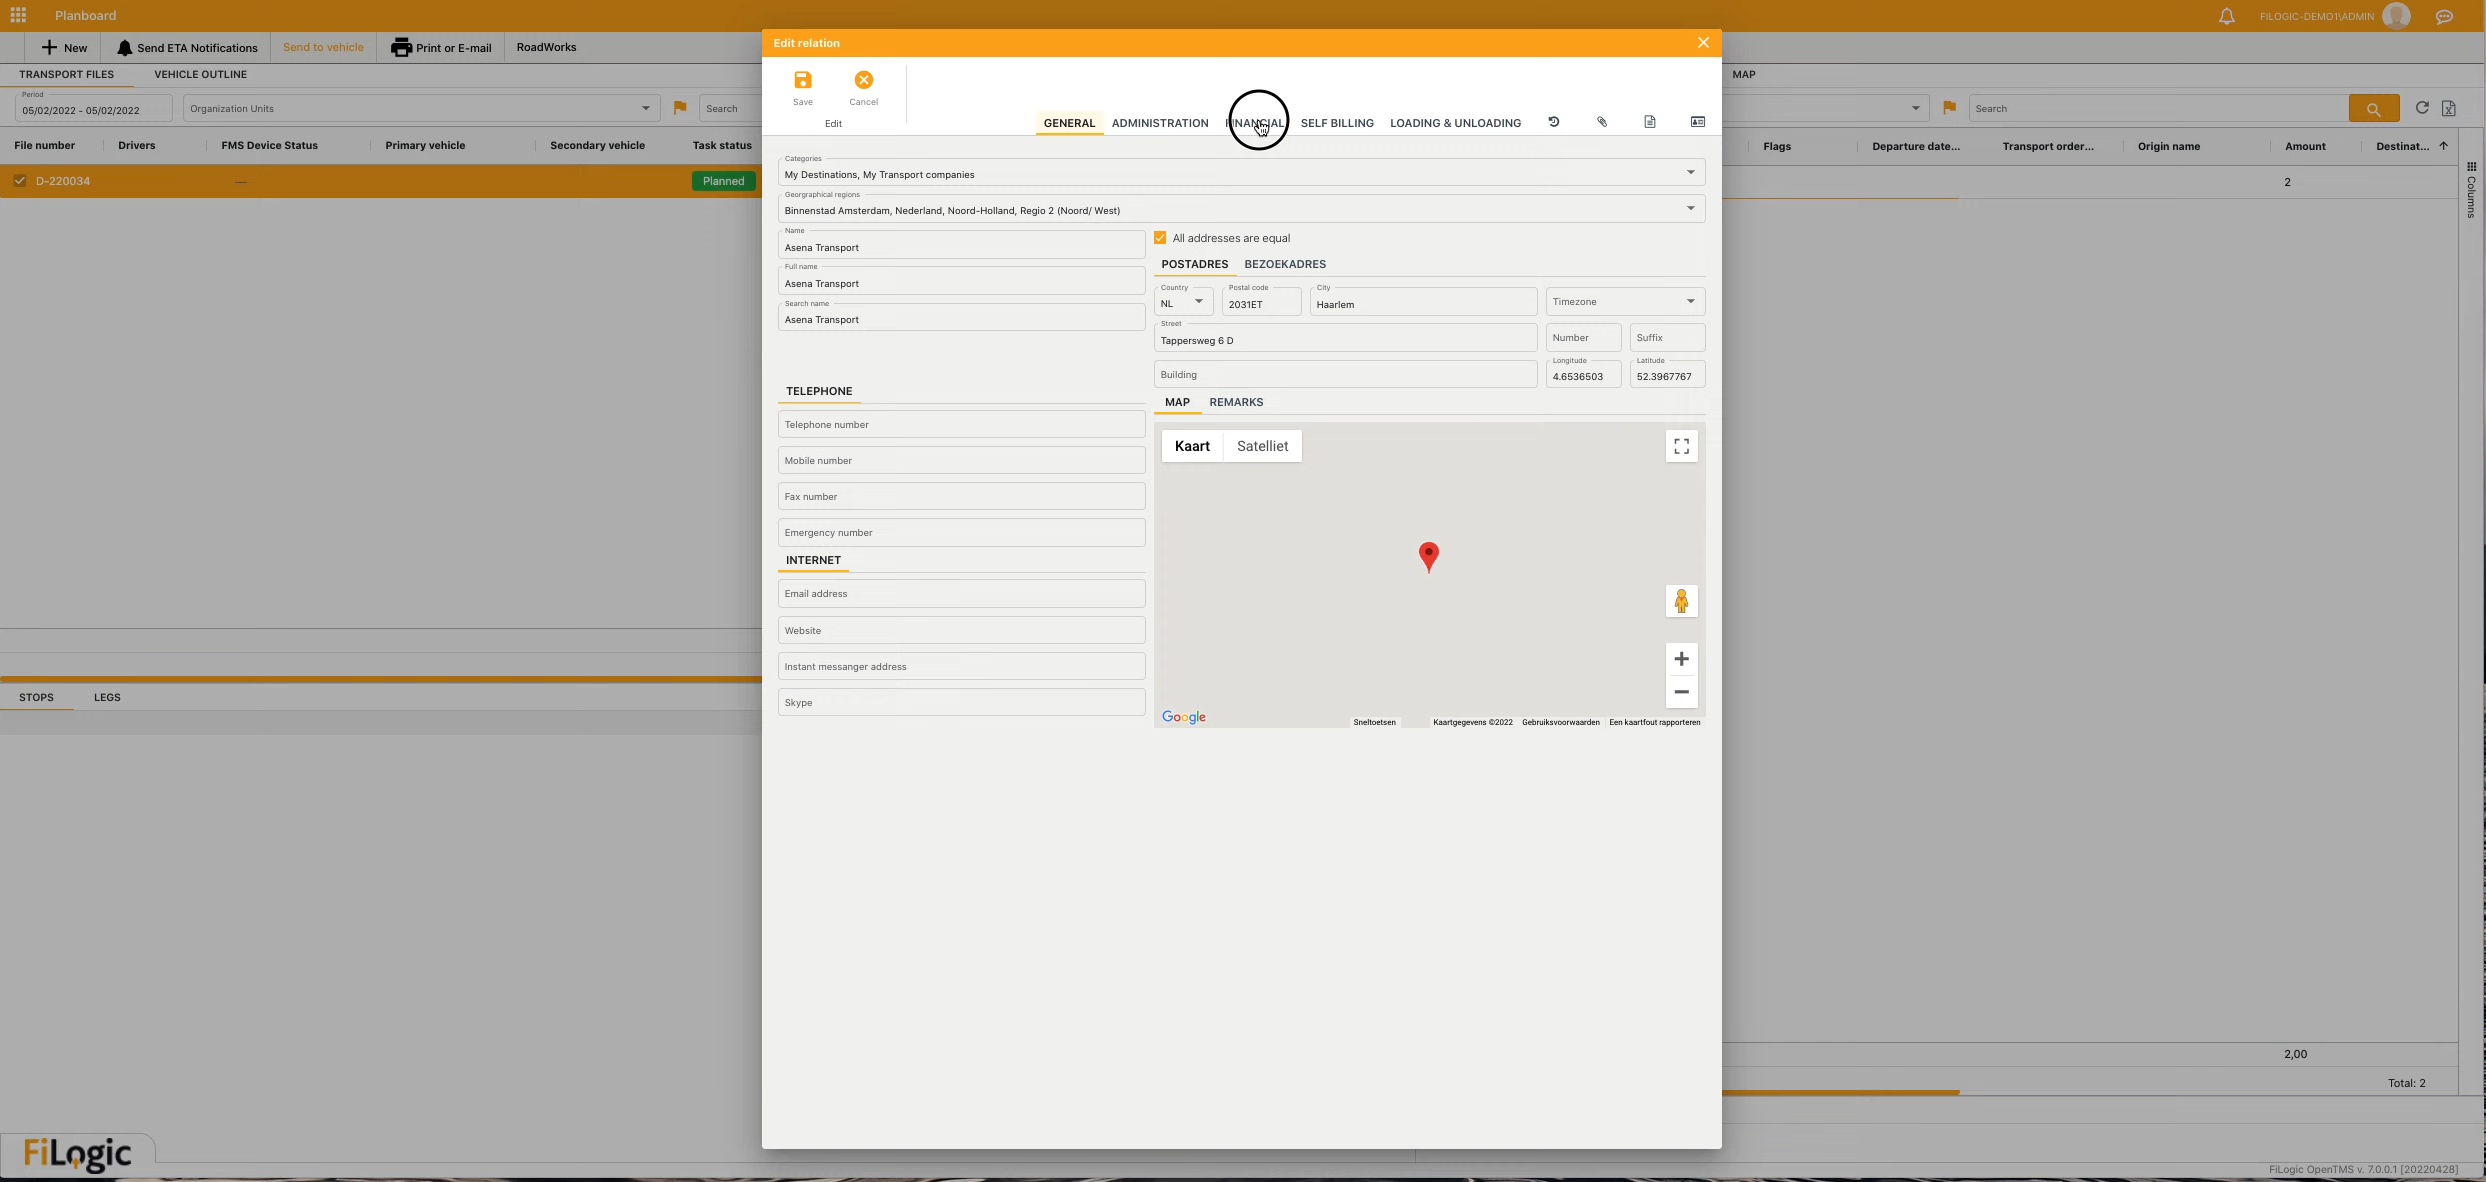 Planboard
FILOGIC-DEMO1\ADMIN
New
Send ETA Notifications
Send to vehicle
Print or E-mail
RoadWorks
TRANSPORT FILES
VEHICLE OUTLINE
MAP
Period
05/02/2022 - 05/02/2022
Organization Units
Search
Search
File number
Drivers
FMS Device Status
Primary vehicle
Secondary vehicle
Task status
Flags
Departure date...
Transport order...
Origin name
Amount
Destinat...
D-220034
—
Planned
2
Columns
Edit relation
Save
Cancel
Edit
GENERAL
ADMINISTRATION
FINANCIAL
SELF BILLING
LOADING & UNLOADING
Categories
My Destinations, My Transport companies
Georgraphical regions
Binnenstad Amsterdam, Nederland, Noord-Holland, Regio 2 (Noord/ West)
Name
Asena Transport
Full name
Asena Transport
Search name
Asena Transport
All addresses are equal
POSTADRES
BEZOEKADRES
Country
NL
Postal code
2031ET
City
Haarlem
Timezone
Street
Tappersweg 6 D
Number
Suffix
Building
Longitude
4.6536503
Latitude
52.3967767
TELEPHONE
Telephone number
Mobile number
Fax number
Emergency number
INTERNET
Email address
Website
Instant messanger address
Skype
MAP
REMARKS
Kaart
Satelliet
Google
Sneltoetsen
Kaartgegevens ©2022
Gebruiksvoorwaarden
Een kaartfout rapporteren
STOPS
LEGS
2,00
Total: 2
FiLogic
FiLogic OpenTMS v. 7.0.0.1 [20220428]